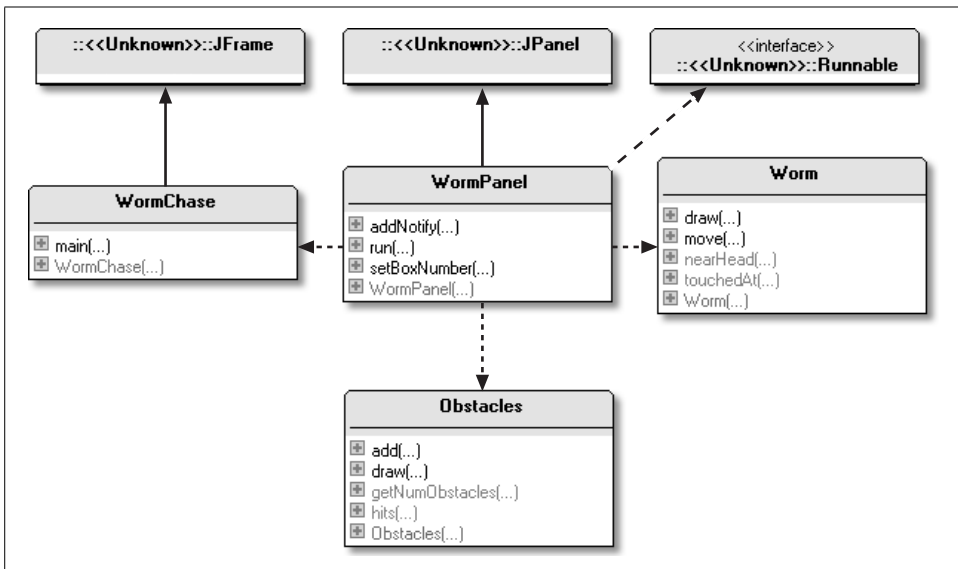 ::<<Unknown>>::JFrame
::<<Unknown>>::JPanel
<<interface>>
::<<Unknown>>::Runnable
WormChase
main(...)
WormChase(...)
WormPanel
addNotify(...)
run(...)
setBoxNumber(...)
WormPanel(...)
Worm
draw(...)
move(...)
nearHead(...)
touchedAt(...)
Worm(...)
Obstacles
add(...)
draw(...)
getNumObstacles(...)
hits(...)
Obstacles(...)